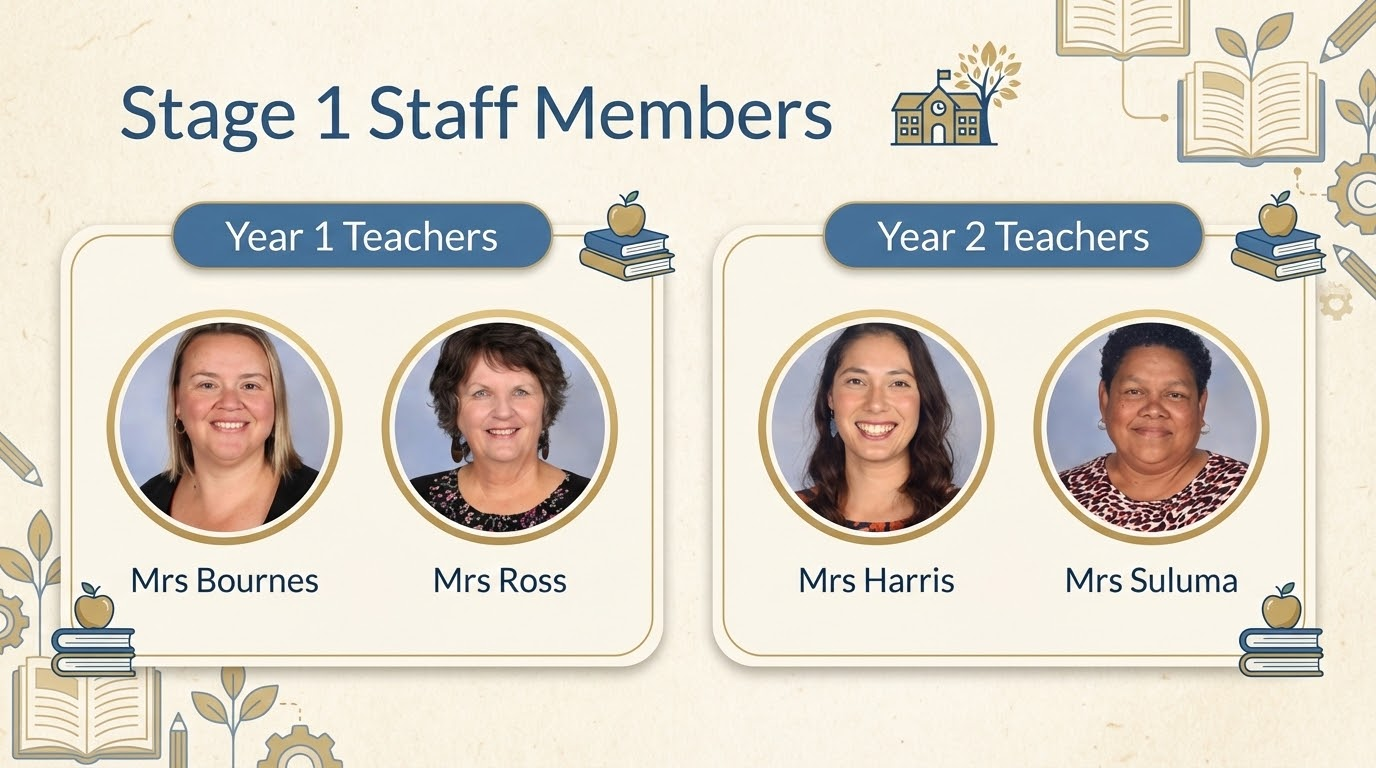 Stage 1 Staff Members
Year 1 Teachers
Mrs Bournes
Mrs Ross
Year 2 Teachers
Mrs Harris
Mrs Suluma